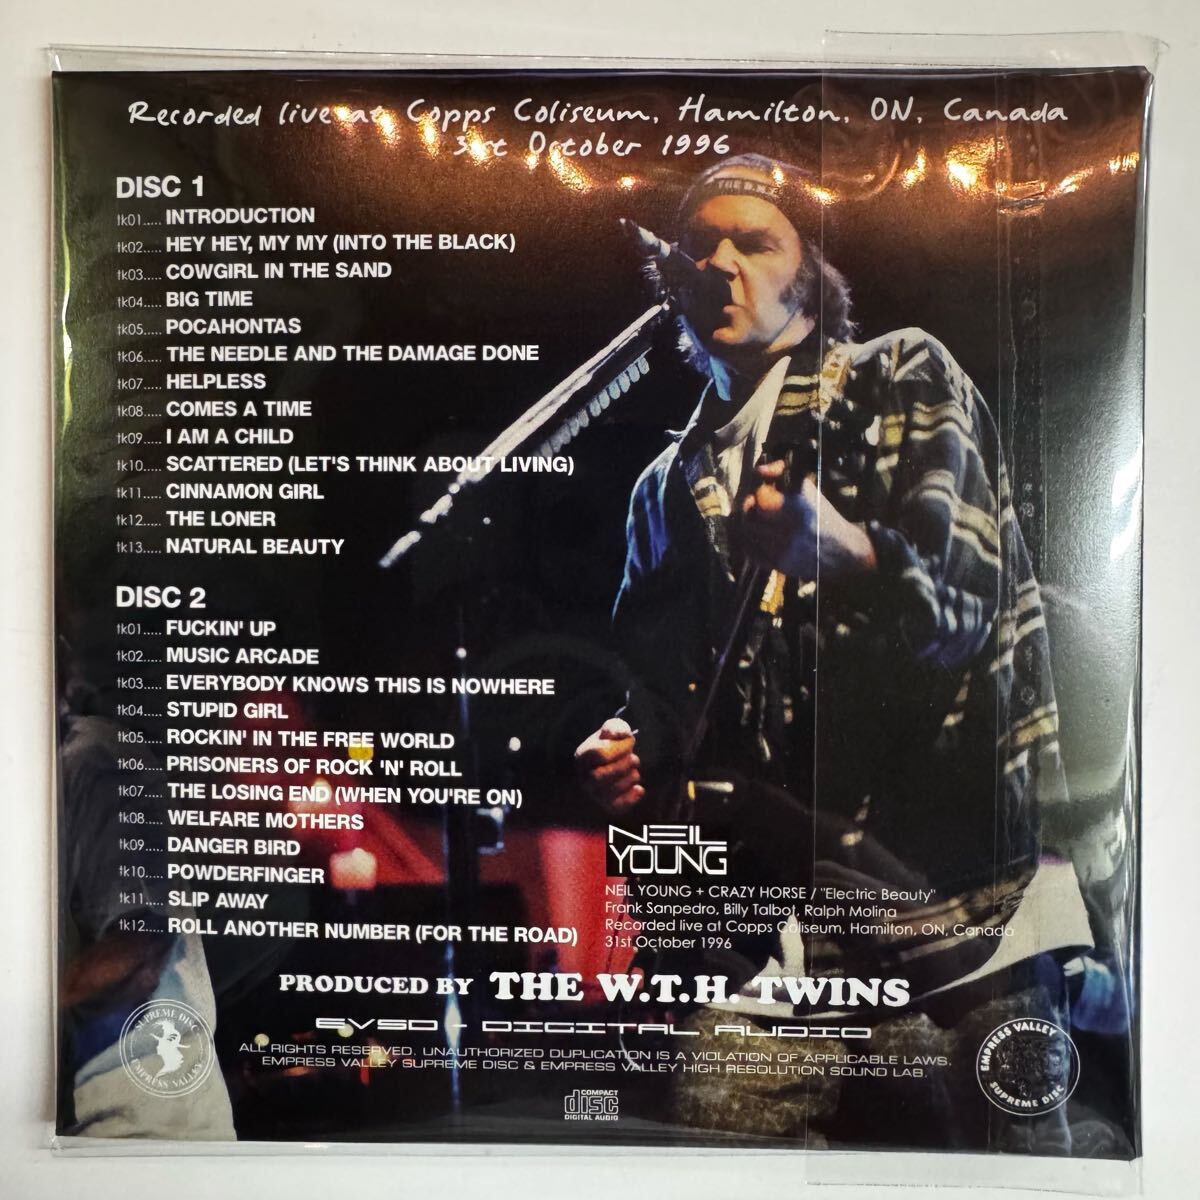 Recorded live at Copps Coliseum, Hamilton, ON, Canada
31st October 1996
THE W.
DISC 1
tk01..... INTRODUCTION
tk02..... HEY HEY, MY MY (INTO THE BLACK)
tk03..... COWGIRL IN THE SAND
tk04..... BIG TIME
tk05..... POCAHONTAS
tk06..... THE NEEDLE AND THE DAMAGE DONE
tk07..... HELPLESS
tk08..... COMES A TIME
tk09..... I AM A CHILD
tk10..... SCATTERED (LET'S THINK ABOUT LIVING)
tk11..... CINNAMON GIRL
tk12..... THE LONER
tk13..... NATURAL BEAUTY
DISC 2
tk01..... FUCKIN' UP
tk02..... MUSIC ARCADE
tk03..... EVERYBODY KNOWS THIS IS NOWHERE
tk04..... STUPID GIRL
tk05..... ROCKIN' IN THE FREE WORLD
tk06..... PRISONERS OF ROCK 'N' ROLL
tk07..... THE LOSING END (WHEN YOU'RE ON)
tk08..... WELFARE MOTHERS
tk09..... DANGER BIRD
tk10..... POWDERFINGER
tk11..... SLIP AWAY
tk12..... ROLL ANOTHER NUMBER (FOR THE ROAD)
NEIL
YOUNG
NEIL YOUNG + CRAZY HORSE / "Electric Beauty"
Frank Sanpedro, Billy Talbot, Ralph Molina
Recorded live at Copps Coliseum, Hamilton, ON, Canada
31st October 1996
PRODUCED BY THE W.T.H. TWINS
EVSD - DIGITAL AUDIO
ALL RIGHTS RESERVED. UNAUTHORIZED DUPLICATION IS A VIOLATION OF APPLICABLE LAWS.
EMPRESS VALLEY SUPREME DISC & EMPRESS VALLEY HIGH RESOLUTION SOUND LAB.
SUPREME DISC
EMPRESS VALLEY
COMPACT
disc
DIGITAL AUDIO
EMPRESS VALLEY
SUPREME DISC